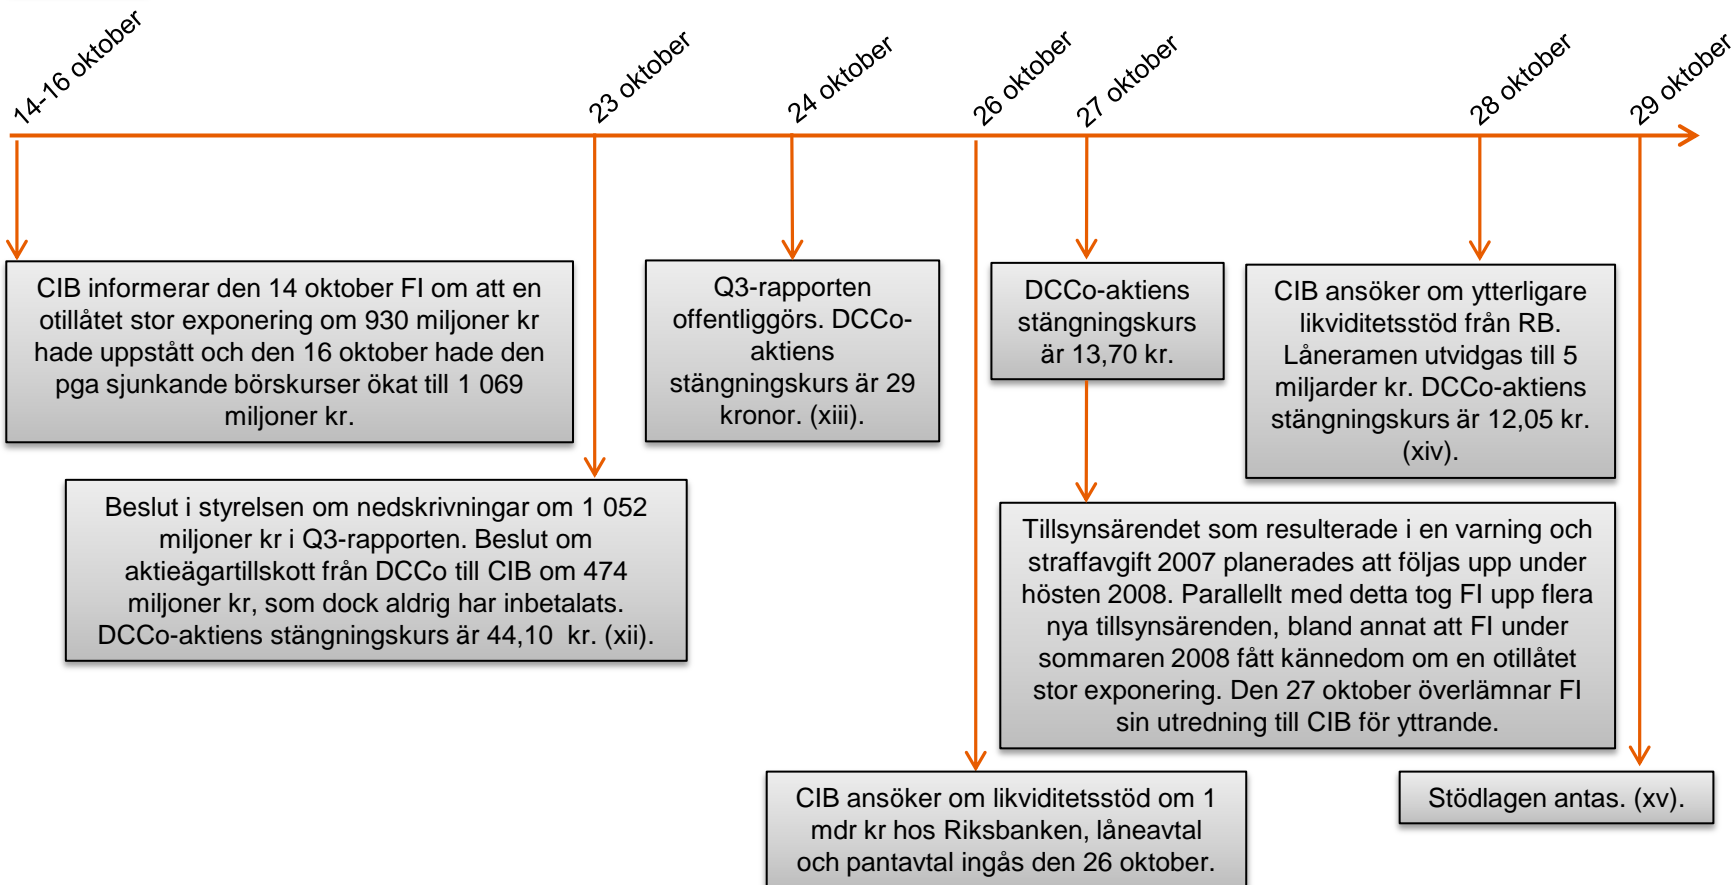 14-16 oktober
23 oktober
24 oktober
26 oktober
27 oktober
28 oktober
29 oktober
CIB informerar den 14 oktober FI om att en
otillåtet stor exponering om 930 miljoner kr
hade uppstått och den 16 oktober hade den
pga sjunkande börskurser ökat till 1 069
miljoner kr.
Q3-rapporten
offentliggörs. DCCo-
aktiens
stängningskurs är 29
kronor. (xiii).
DCCo-aktiens
stängningskurs
är 13,70 kr.
CIB ansöker om ytterligare
likviditetsstöd från RB.
Låneramen utvidgas till 5
miljarder kr. DCCo-aktiens
stängningskurs är 12,05 kr.
(xiv).
Beslut i styrelsen om nedskrivningar om 1 052
miljoner kr i Q3-rapporten. Beslut om
aktieägartillskott från DCCo till CIB om 474
miljoner kr, som dock aldrig har inbetalats.
DCCo-aktiens stängningskurs är 44,10 kr. (xii).
Tillsynsärendet som resulterade i en varning och
straffavgift 2007 planerades att följas upp under
hösten 2008. Parallellt med detta tog FI upp flera
nya tillsynsärenden, bland annat att FI under
sommaren 2008 fått kännedom om en otillåtet
stor exponering. Den 27 oktober överlämnar FI
sin utredning till CIB för yttrande.
CIB ansöker om likviditetsstöd om 1
mdr kr hos Riksbanken, låneavtal
och pantavtal ingås den 26 oktober.
Stödlagen antas. (xv).